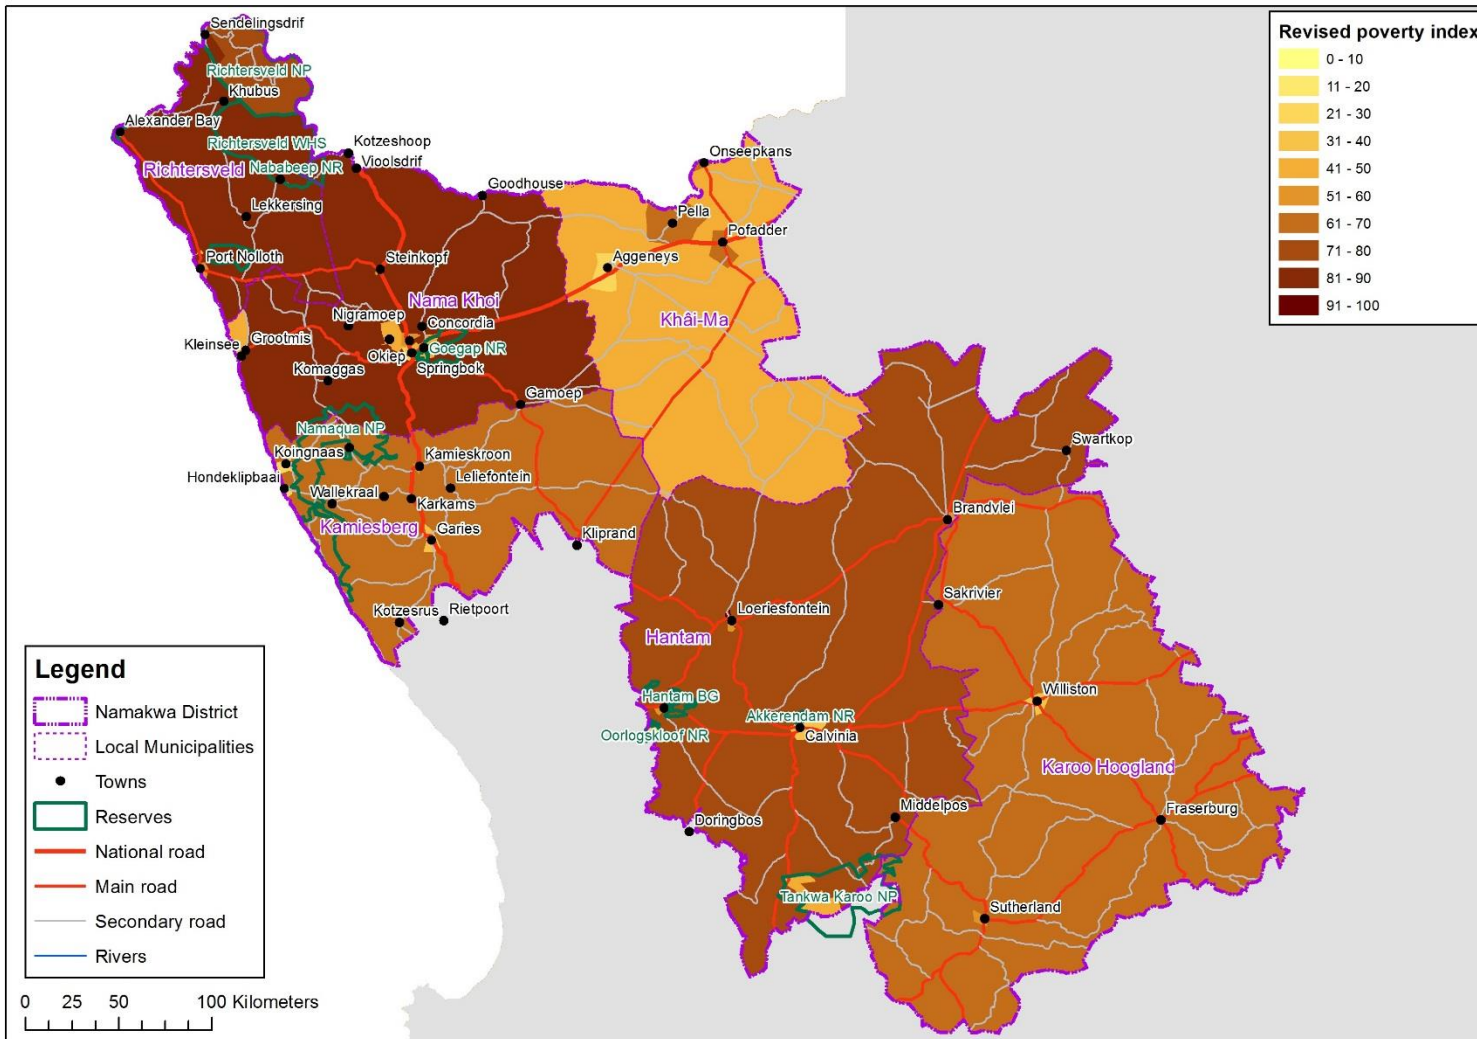 Revised poverty index
0 - 10
11 - 20
21 - 30
31 - 40
41 - 50
51 - 60
61 - 70
71 - 80
81 - 90
91 - 100
Sendelingsdrif
Richtersveld NP
Khubus
Alexander Bay
Richtersveld WHS
Kotzeshoop
Richtersveld
Nababeep NR
Vioolsdrif
Onseepkans
Goodhouse
Lekkersing
Pella
Pofadder
Port Nolloth
Steinkopf
Aggeneys
Nama Khoi
Khâi-Ma
Nigramoep
Concordia
Kleinsee
Grootmis
Okiep
Goegap NR
Springbok
Komaggas
Gamoep
Namaqua NP
Koingnaas
Kamieskroon
Swartkop
Hondeklipbaai
Wallekraal
Leliefontein
Karkams
Kamiesberg
Garies
Kliprand
Brandvlei
Kotzesrus
Rietpoort
Loeriesfontein
Sakrivier
Hantam
Hantam BG
Williston
Oorlogskloof NR
Akkerendam NR
Calvinia
Karoo Hoogland
Doringbos
Middelpos
Fraserburg
Tankwa Karoo NP
Sutherland
Legend
Namakwa District
Local Municipalities
Towns
Reserves
National road
Main road
Secondary road
Rivers
0 25 50 100 Kilometers